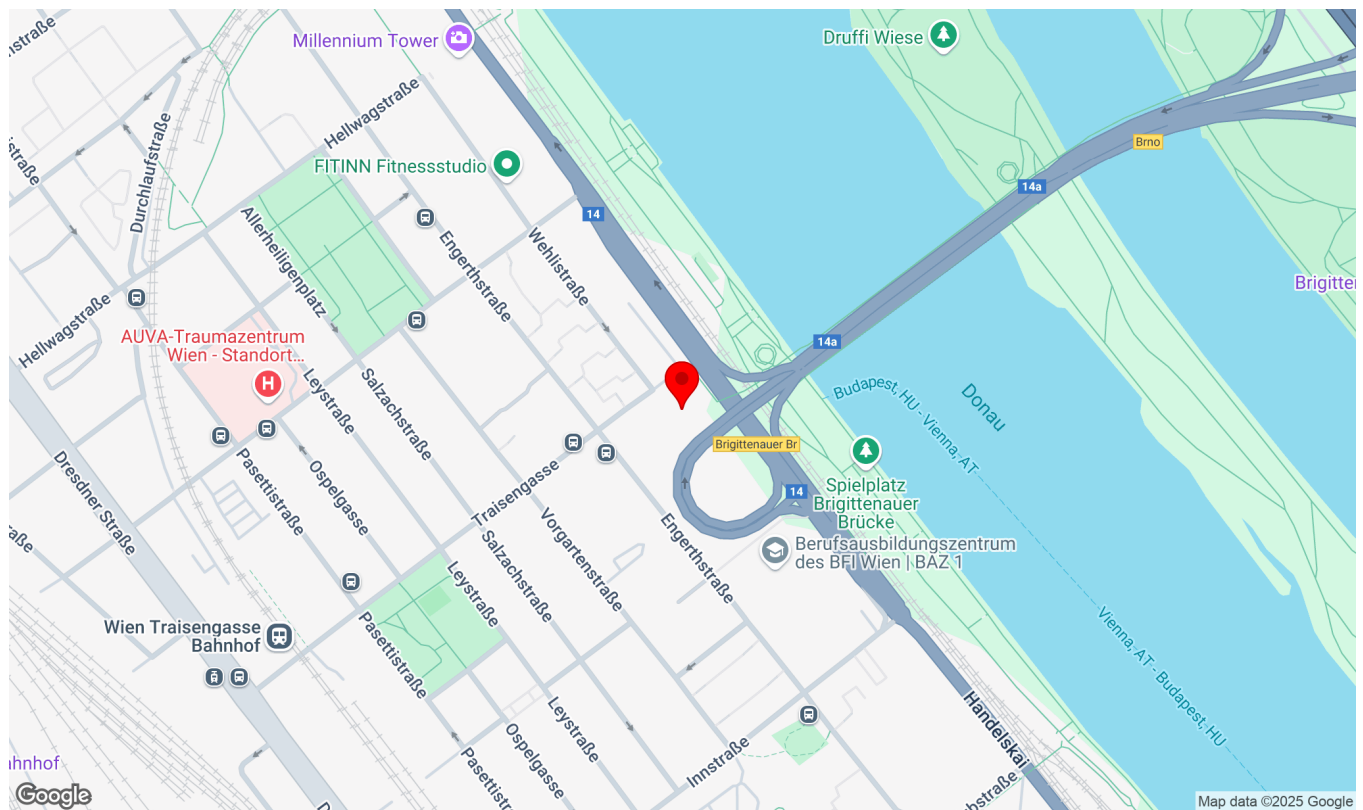 Millennium Tower
Druffi Wiese
Hellwagstraße
Durchlaufstraße
FITINN Fitnessstudio
Brno
14a
14
Allerheiligenplatz
Engerthstraße
Wehlistraße
Hellwagstraße
AUVA-Traumazentrum
Wien - Standort...
H
14a
Leystraße
Salzachstraße
Budapest, HU - Vienna, AT
Donau
Brigittenauer Br
Dresdner Straße
Pasettistraße
Ospelgasse
Traisengasse
Spielplatz
Brigittenauer
Brücke
14
Vorgartenstraße
Engerthstraße
Salzachstraße
Leystraße
Berufsausbildungszentrum
des BFI Wien | BAZ 1
Wien Traisengasse
Bahnhof
Pasettistraße
Vienna, AT - Budapest, HU
Handelskai
Leystraße
Ospelgasse
Innstraße
Google
Map data ©2025 Google